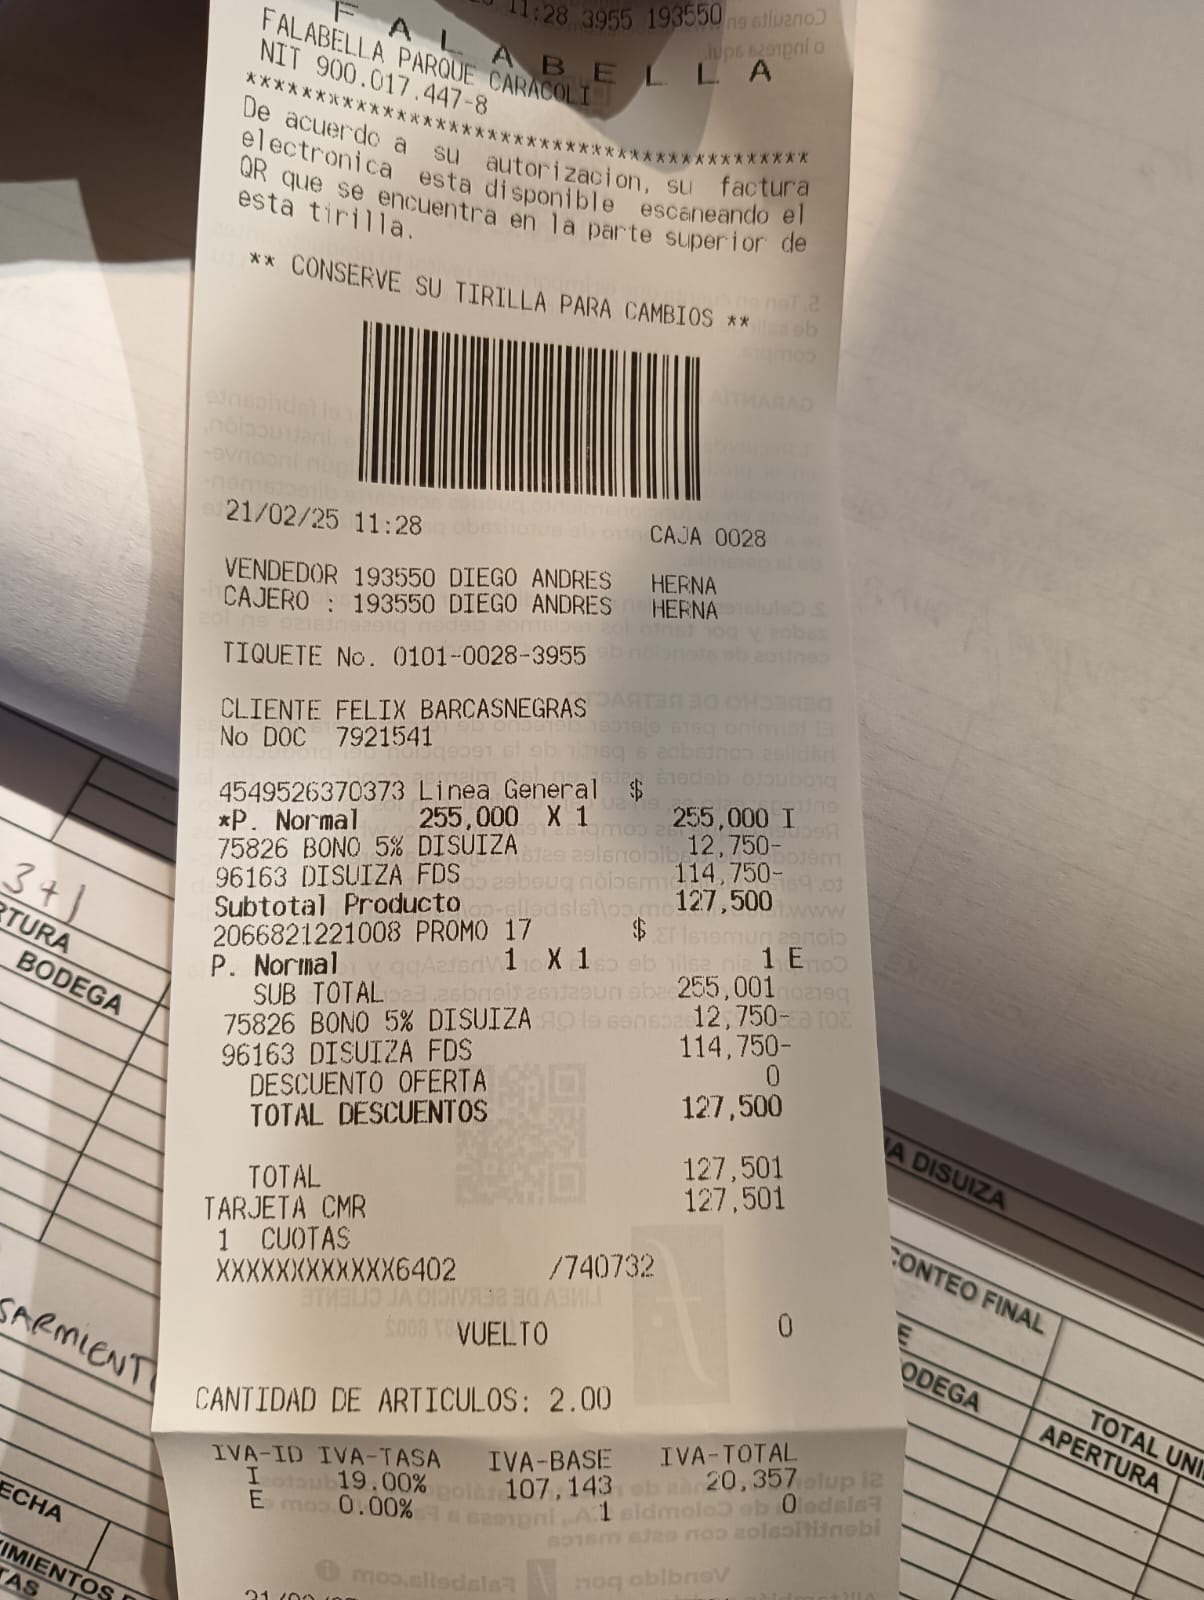 11:28 3955 193550
F A L A B E L L A
FALABELLA PARQUE CARACOLI
NIT 900.017.447-8
****************************************
De acuerdo a su autorizacion, su factura
electronica esta disponible escaneando el
QR que se encuentra en la parte superior de
esta tirilla.
** CONSERVE SU TIRILLA PARA CAMBIOS **
21/02/25 11:28 CAJA 0028
VENDEDOR 193550 DIEGO ANDRES HERNA
CAJERO : 193550 DIEGO ANDRES HERNA
TIQUETE No. 0101-0028-3955
CLIENTE FELIX BARCASNEGRAS
No DOC 7921541
4549526370373 Linea General $
*P. Normal 255,000 X 1 255,000 I
75826 BONO 5% DISUIZA 12,750-
96163 DISUIZA FDS 114,750-
Subtotal Producto 127,500
2066821221008 PROMO 17 $
P. Normal 1 X 1 1 E
SUB TOTAL 255,001
75826 BONO 5% DISUIZA 12,750-
96163 DISUIZA FDS 114,750-
DESCUENTO OFERTA 0
TOTAL DESCUENTOS 127,500
TOTAL 127,501
TARJETA CMR 127,501
1 CUOTAS
XXXXXXXXXXXX6402 /740732
VUELTO 0
CANTIDAD DE ARTICULOS: 2.00
IVA-ID IVA-TASA IVA-BASE IVA-TOTAL
I 19.00% 107,143 20,357
E 0.00% 1 0
3+1
BODEGA
SARMIENTO
A DISUIZA
CONTEO FINAL
TOTAL UNI
APERTURA